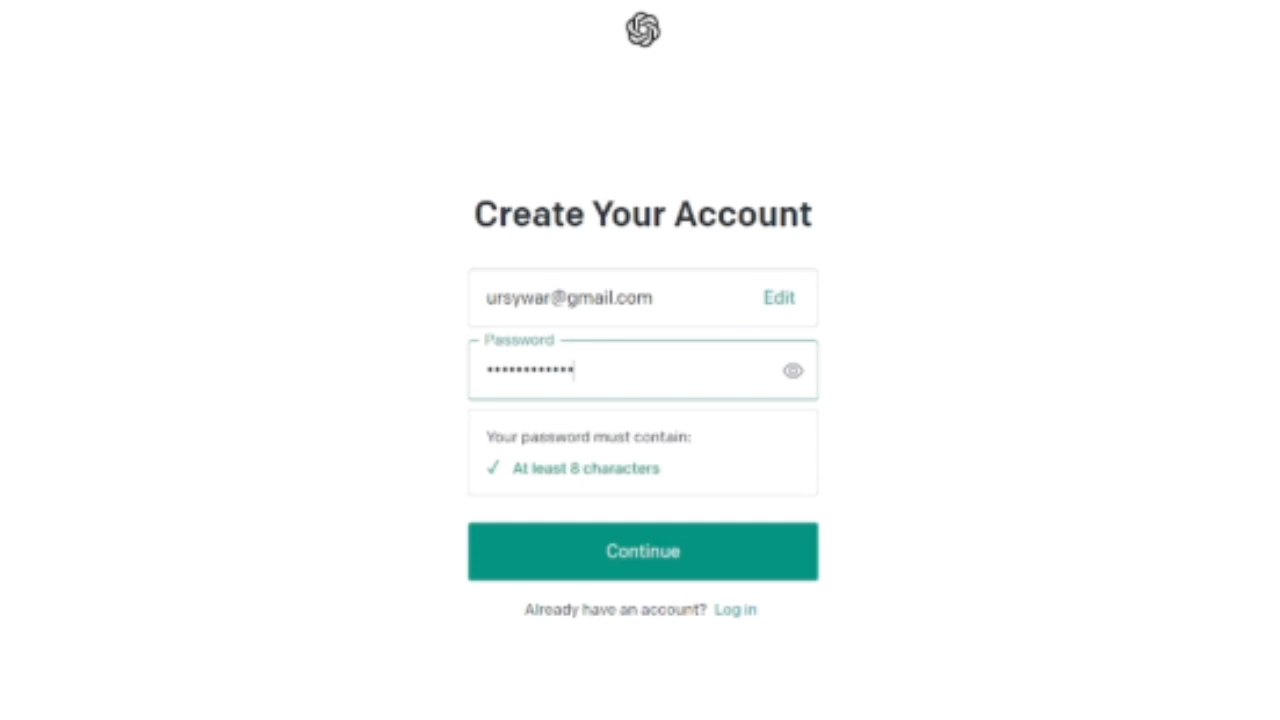 Create Your Account
ursywar@gmail.com Edit
Password
••••••••••••
Your password must contain:
✓ At least 8 characters
Continue
Already have an account? Log in